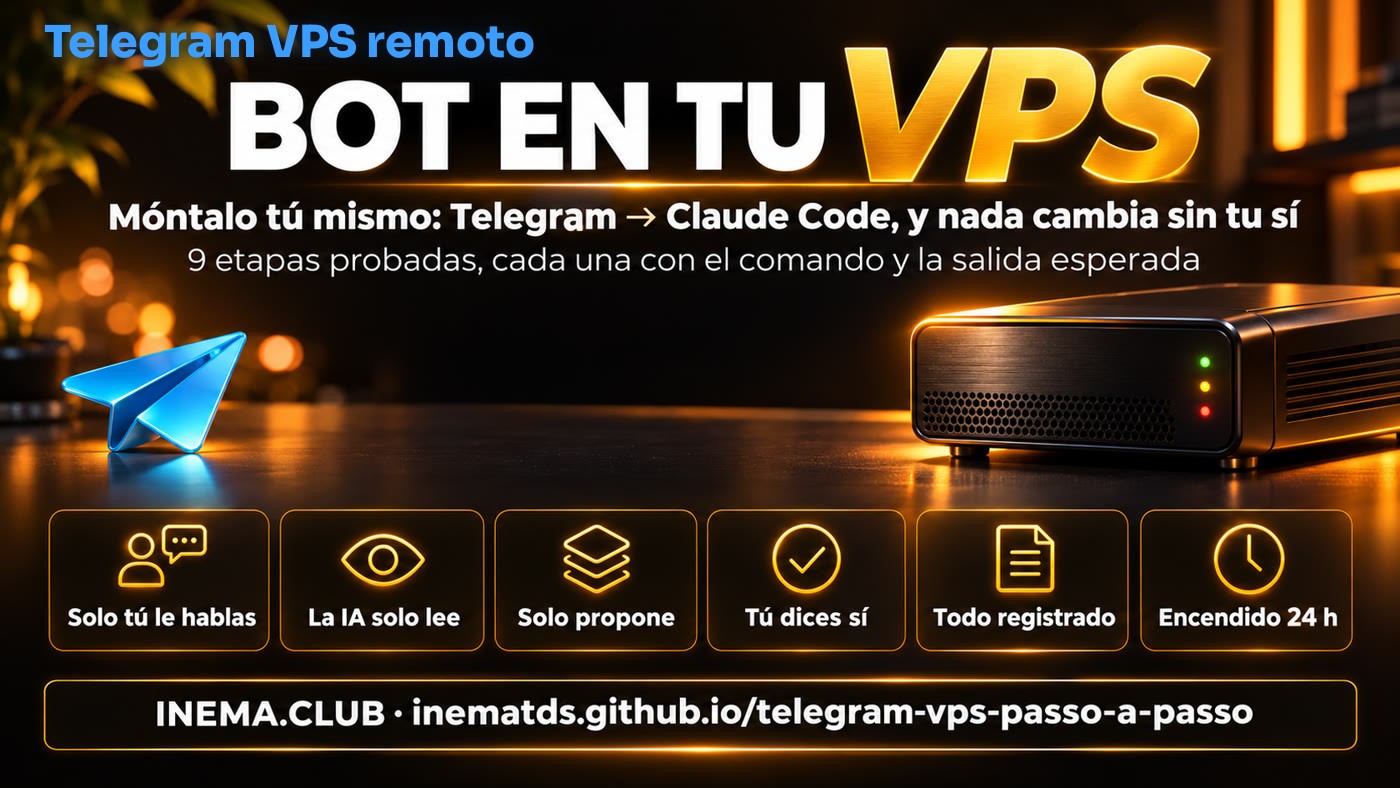 Telegram VPS remoto
BOT EN TU VPS
Móntalo tú mismo: Telegram → Claude Code, y nada cambia sin tu sí
9 etapas probadas, cada una con el comando y la salida esperada
Solo tú le hablas
La IA solo lee
Solo propone
Tú dices sí
Todo registrado
Encendido 24 h
INEMA.CLUB · inematds.github.io/telegram-vps-passo-a-passo